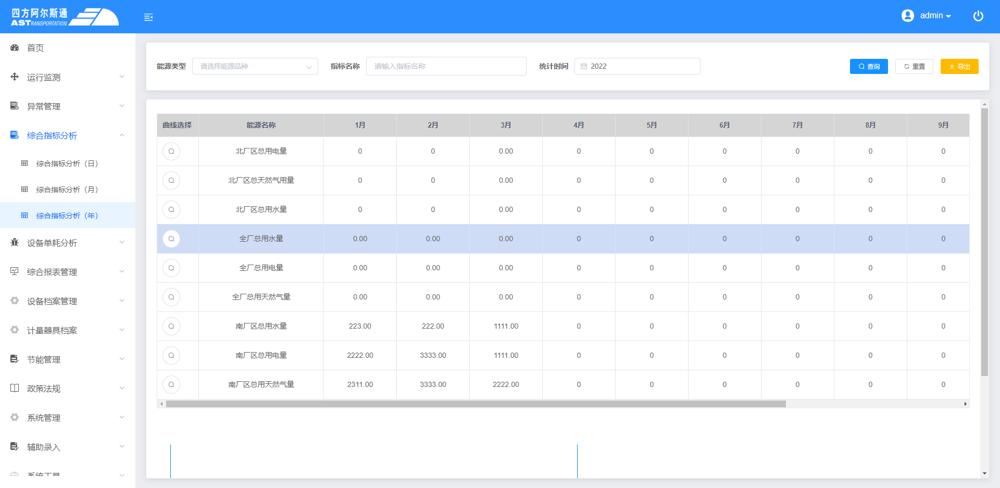 四方阿尔斯通
ASTRANSPORTATION
admin
首页
运行监测
异常管理
综合指标分析
综合指标分析（日）
综合指标分析（月）
综合指标分析（年）
设备单耗分析
综合报表管理
设备档案管理
计量器具档案
节能管理
政策法规
系统管理
辅助录入
系统工具
能源类型 请选择能源品种 指标名称 请输入指标名称 统计时间 2022 查询 重置 导出
曲线选择 能源名称 1月 2月 3月 4月 5月 6月 7月 8月 9月
北厂区总用电量 0 0 0.00 0 0 0 0 0 0
北厂区总天然气用量 0 0 0.00 0 0 0 0 0 0
北厂区总用水量 0 0 0.00 0 0 0 0 0 0
全厂总用水量 0.00 0.00 0.00 0 0 0 0 0 0
全厂总用电量 0.00 0.00 0.00 0 0 0 0 0 0
全厂总用天然气量 0.00 0.00 0.00 0 0 0 0 0 0
南厂区总用水量 223.00 222.00 1111.00 0 0 0 0 0 0
南厂区总用电量 2222.00 3333.00 1111.00 0 0 0 0 0 0
南厂区总用天然气量 2311.00 3333.00 2222.00 0 0 0 0 0 0